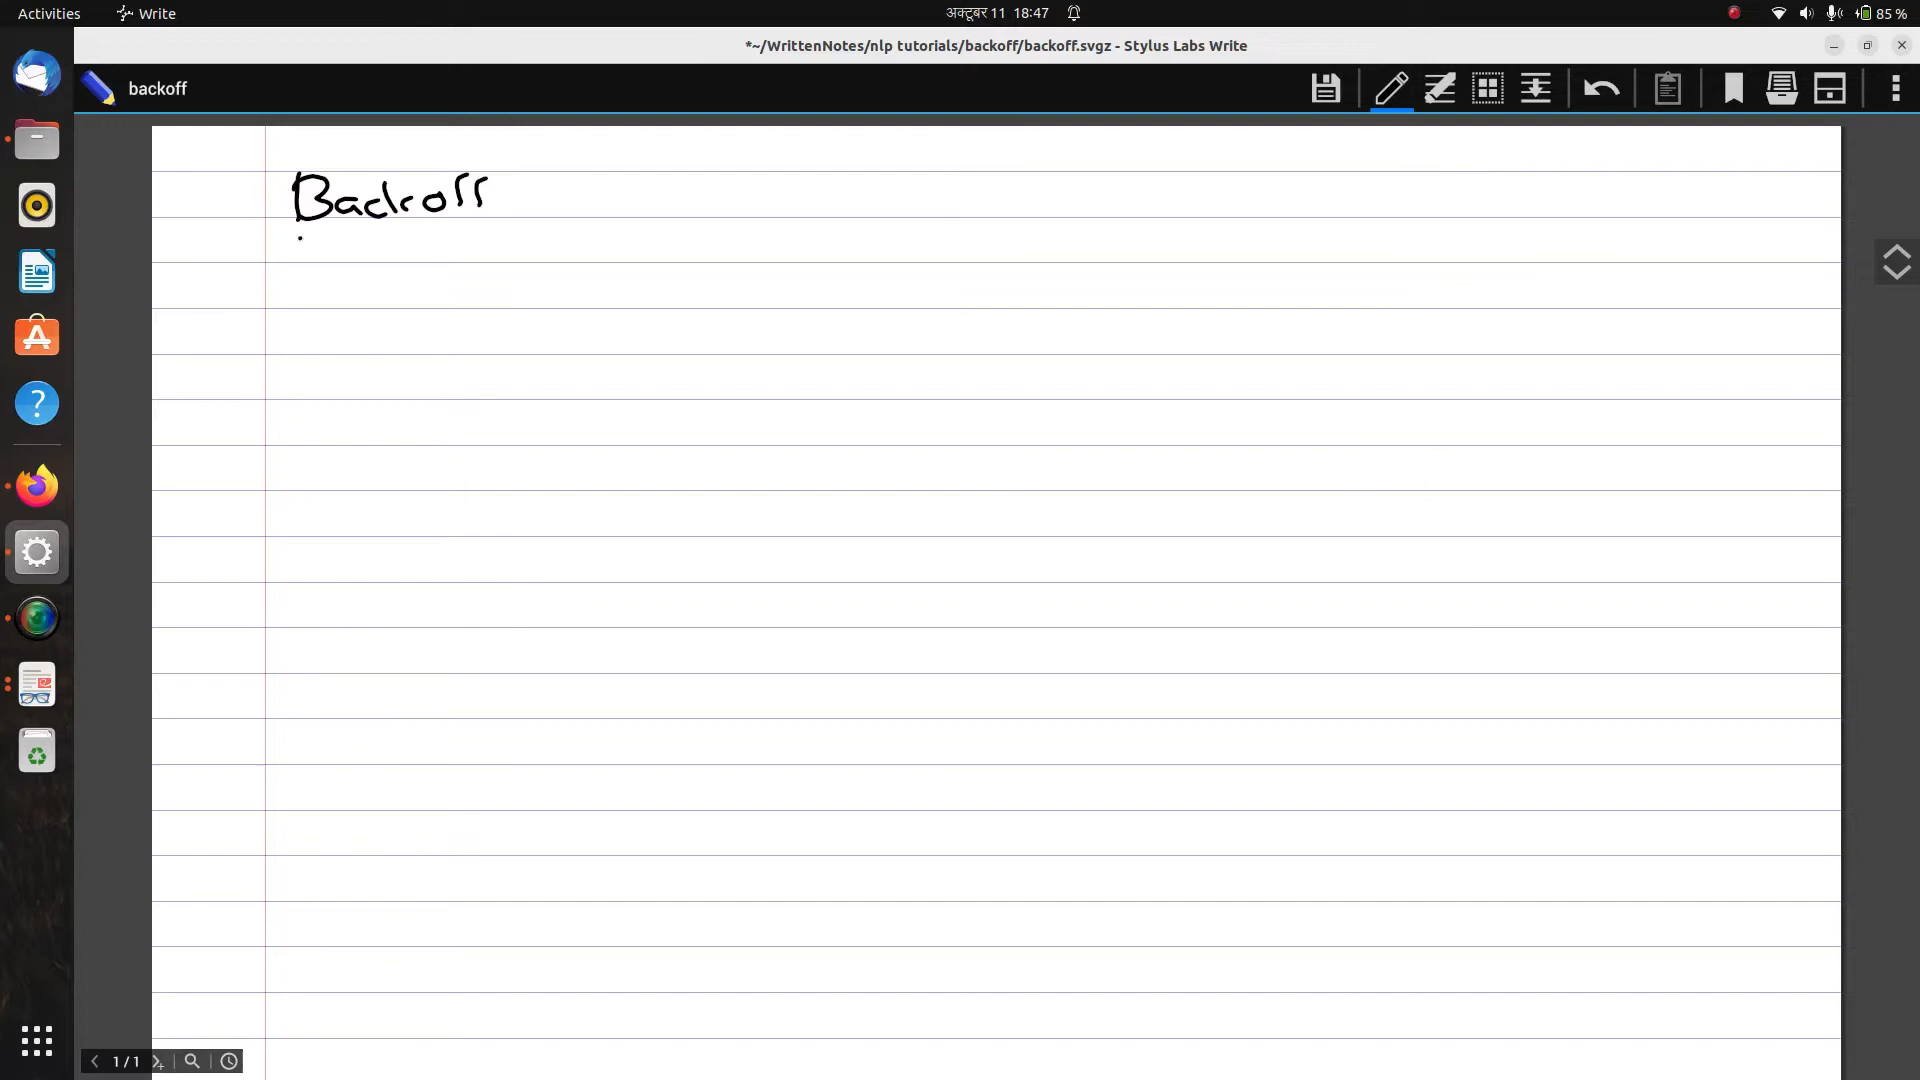 Activities Write अक्टूबर 11 18:47 85 %
*~/WrittenNotes/nlp tutorials/backoff/backoff.svgz - Stylus Labs Write
backoff
Backoff
1 / 1